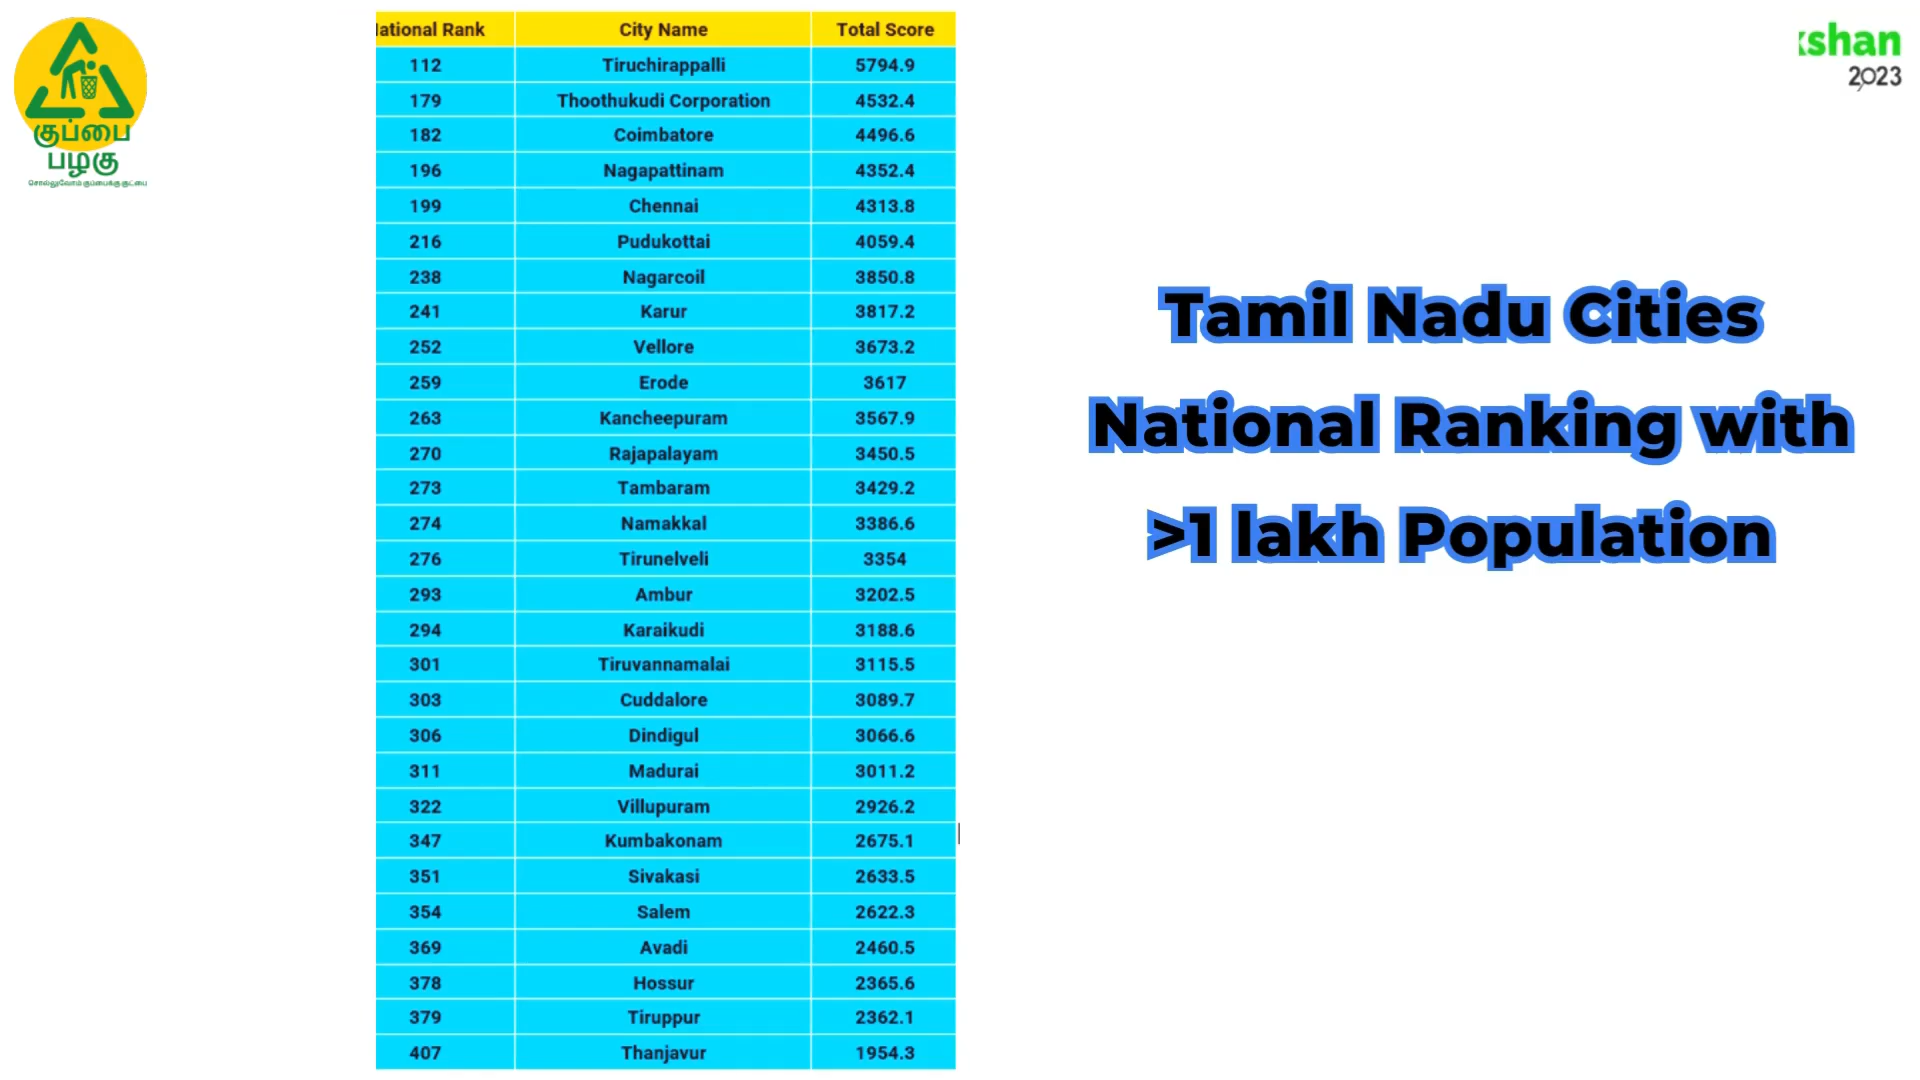 குப்பை
பழகு
சொல்லுவோம் குப்பைக்கு குட்பை
ational Rank City Name Total Score
112 Tiruchirappalli 5794.9
179 Thoothukudi Corporation 4532.4
182 Coimbatore 4496.6
196 Nagapattinam 4352.4
199 Chennai 4313.8
216 Pudukottai 4059.4
238 Nagarcoil 3850.8
241 Karur 3817.2
252 Vellore 3673.2
259 Erode 3617
263 Kancheepuram 3567.9
270 Rajapalayam 3450.5
273 Tambaram 3429.2
274 Namakkal 3386.6
276 Tirunelveli 3354
293 Ambur 3202.5
294 Karaikudi 3188.6
301 Tiruvannamalai 3115.5
303 Cuddalore 3089.7
306 Dindigul 3066.6
311 Madurai 3011.2
322 Villupuram 2926.2
347 Kumbakonam 2675.1
351 Sivakasi 2633.5
354 Salem 2622.3
369 Avadi 2460.5
378 Hossur 2365.6
379 Tiruppur 2362.1
407 Thanjavur 1954.3
kshan
2023
Tamil Nadu Cities
National Ranking with
>1 lakh Population